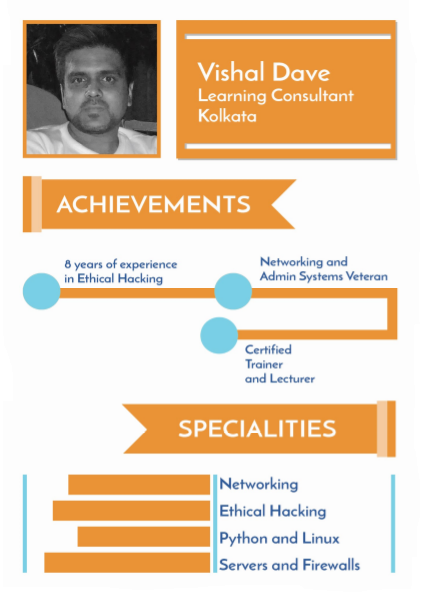 Vishal Dave
Learning Consultant
Kolkata
ACHIEVEMENTS
8 years of experience
in Ethical Hacking
Networking and
Admin Systems Veteran
Certified
Trainer
and Lecturer
SPECIALITIES
Networking
Ethical Hacking
Python and Linux
Servers and Firewalls